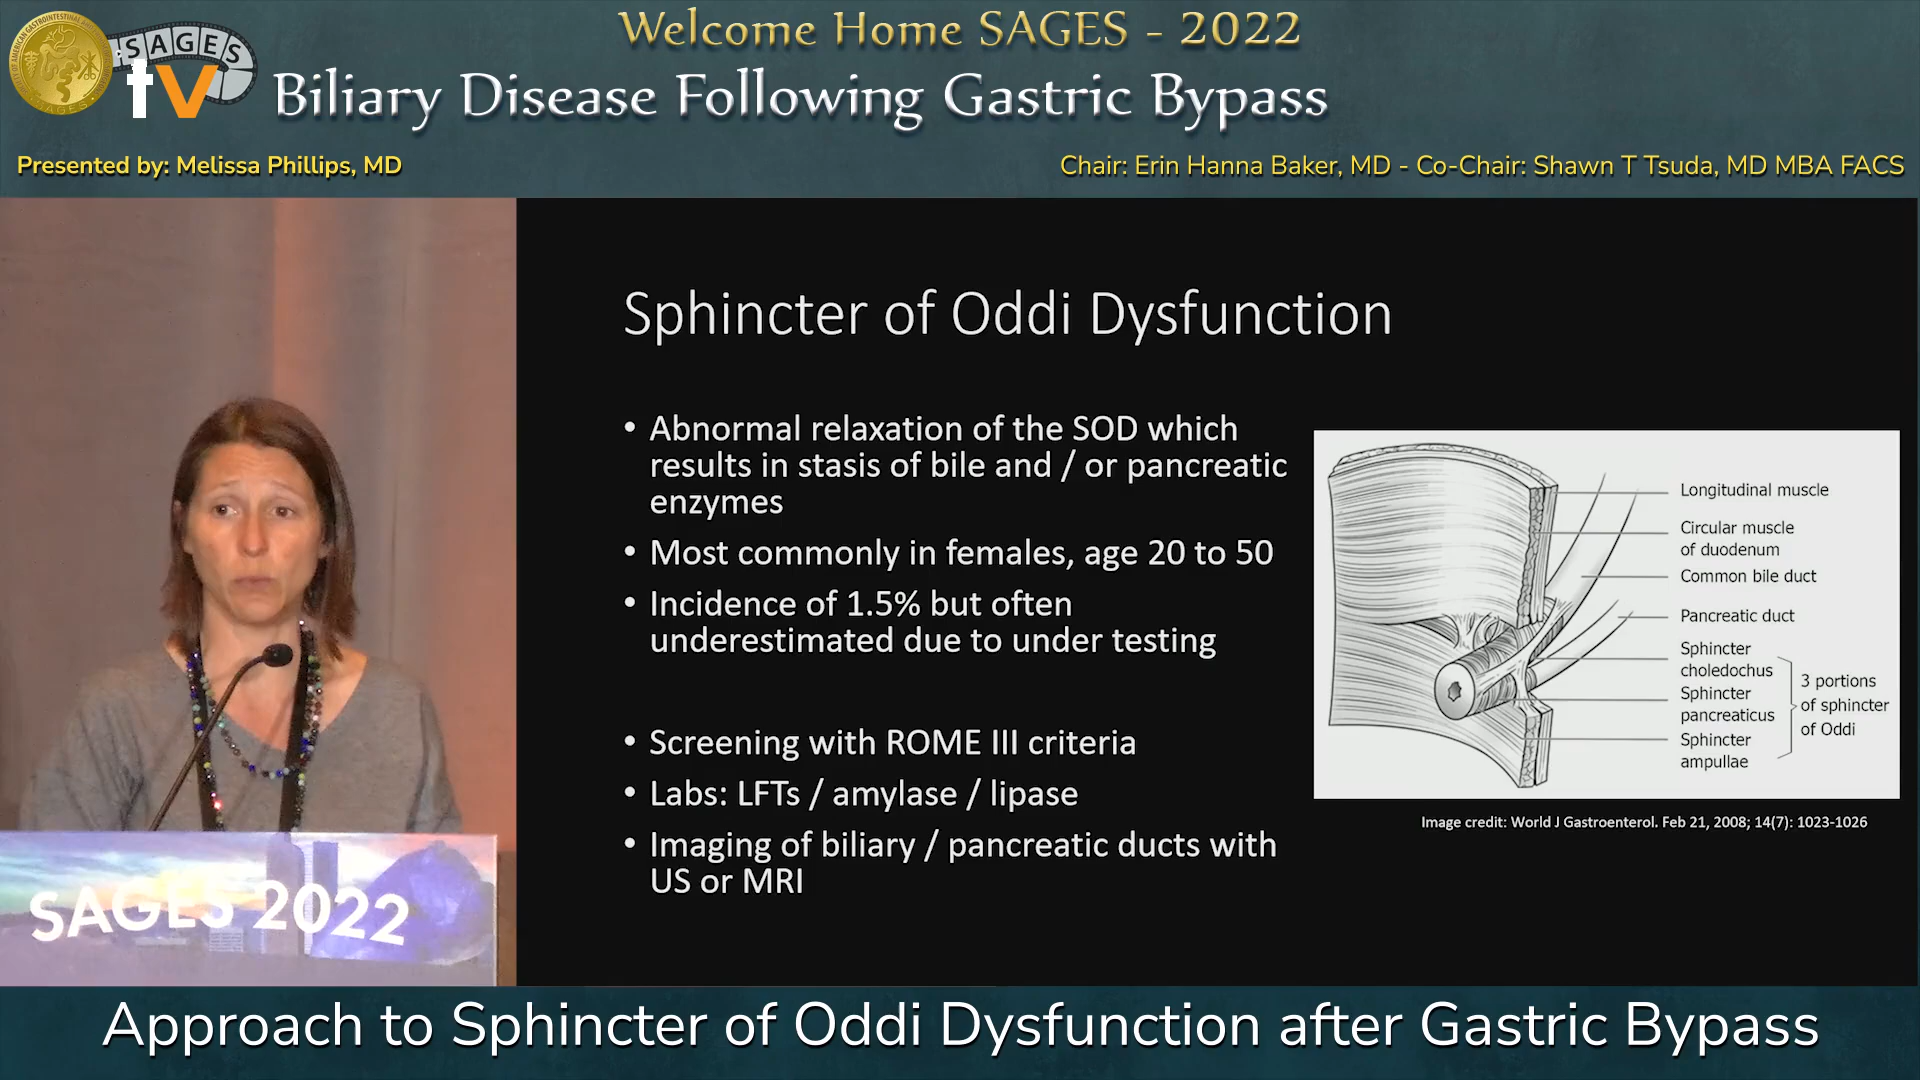 Welcome Home SAGES - 2022
SAGES
tv
Biliary Disease Following Gastric Bypass
Presented by: Melissa Phillips, MD
Chair: Erin Hanna Baker, MD - Co-Chair: Shawn T Tsuda, MD MBA FACS
Sphincter of Oddi Dysfunction
• Abnormal relaxation of the SOD which
results in stasis of bile and / or pancreatic
enzymes
• Most commonly in females, age 20 to 50
• Incidence of 1.5% but often
underestimated due to under testing
• Screening with ROME III criteria
• Labs: LFTs / amylase / lipase
• Imaging of biliary / pancreatic ducts with
US or MRI
Longitudinal muscle
Circular muscle
of duodenum
Common bile duct
Pancreatic duct
Sphincter
choledochus
Sphincter
pancreaticus
Sphincter
ampullae
3 portions
of sphincter
of Oddi
Image credit: World J Gastroenterol. Feb 21, 2008; 14(7): 1023-1026
SAGES 2022
Approach to Sphincter of Oddi Dysfunction after Gastric Bypass